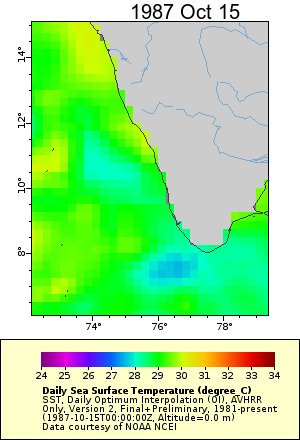 1987 Oct 15
14°
12°
10°
8°
74° 76° 78°
24 25 26 27 28 29 30 31 32 33 34
Daily Sea Surface Temperature (degree_C)
SST, Daily Optimum Interpolation (OI), AVHRR
Only, Version 2, Final+Preliminary, 1981-present
(1987-10-15T00:00:00Z, Altitude=0.0 m)
Data courtesy of NOAA NCEI